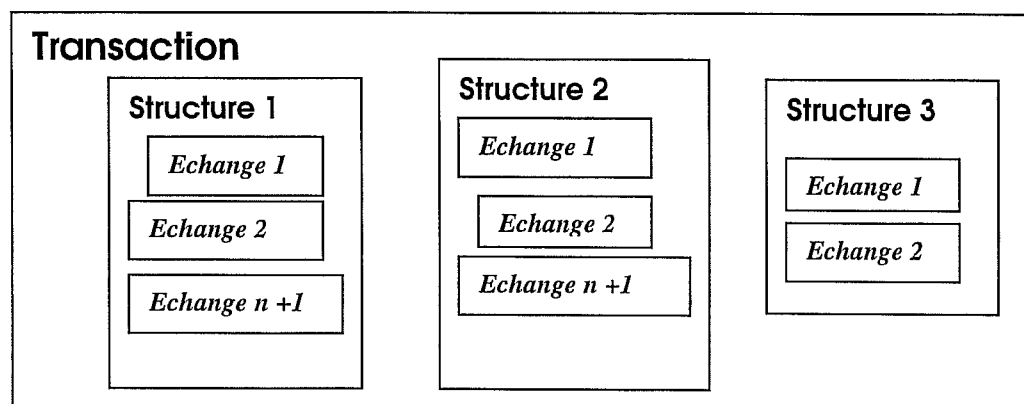 Transaction
Structure 1
Echange 1
Echange 2
Echange n +1
Structure 2
Echange 1
Echange 2
Echange n +1
Structure 3
Echange 1
Echange 2